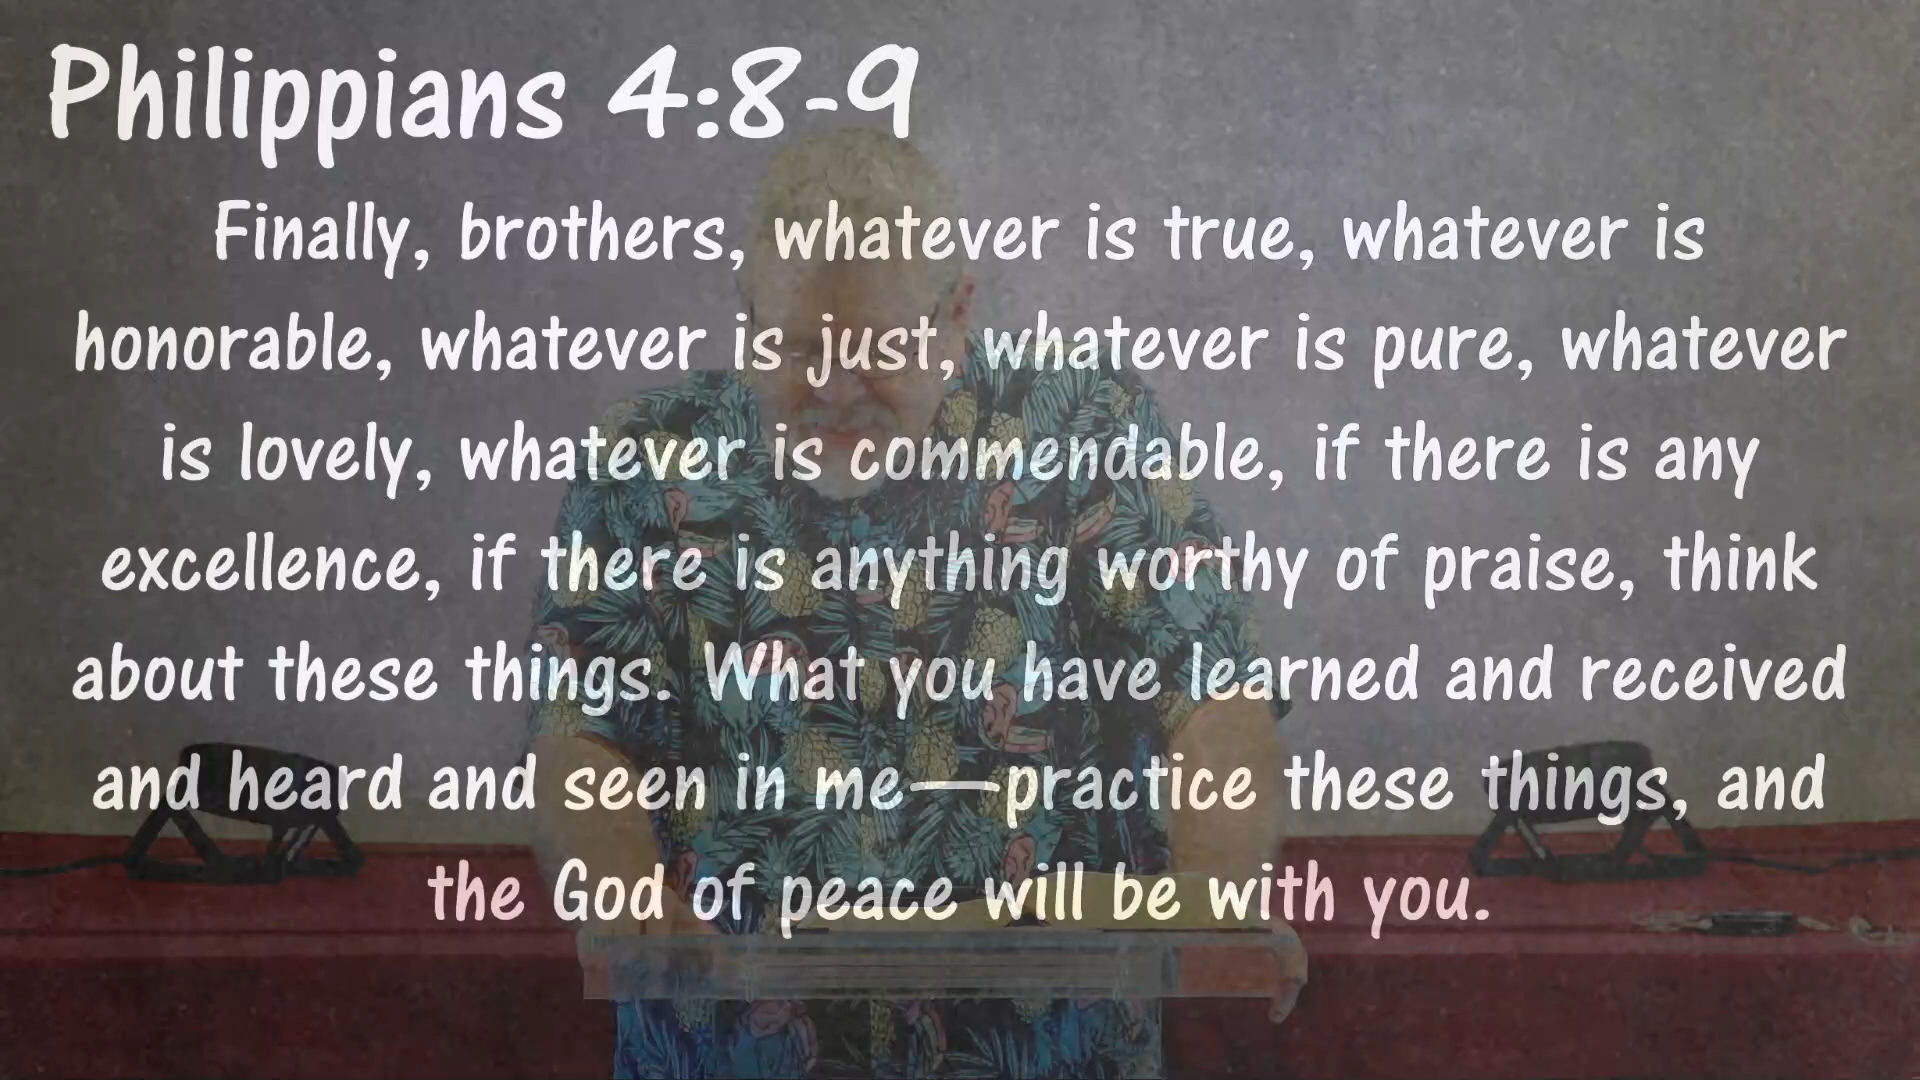 Philippians 4:8-9
Finally, brothers, whatever is true, whatever is
honorable, whatever is just, whatever is pure, whatever
is lovely, whatever is commendable, if there is any
excellence, if there is anything worthy of praise, think
about these things. What you have learned and received
and heard and seen in me—practice these things, and
the God of peace will be with you.